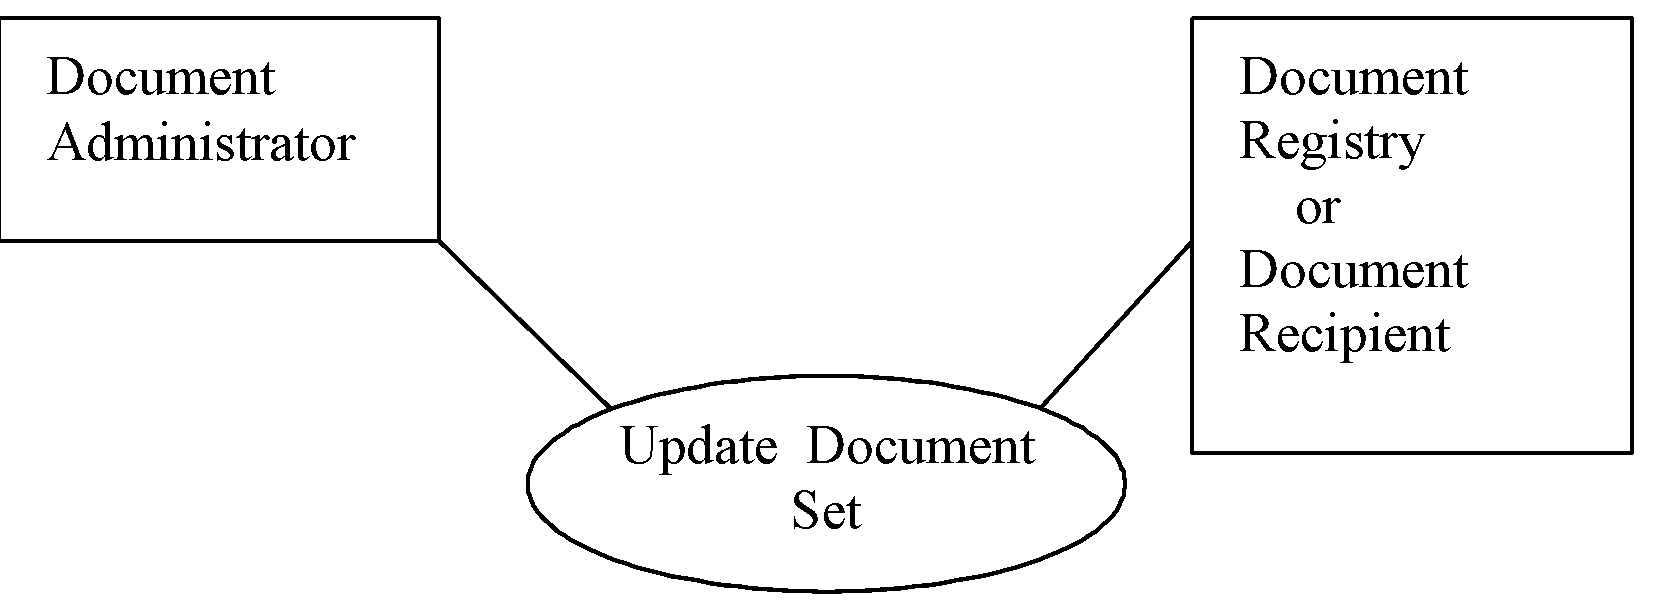 Document
Administrator
Document
Registry
or
Document
Recipient
Update Document
Set